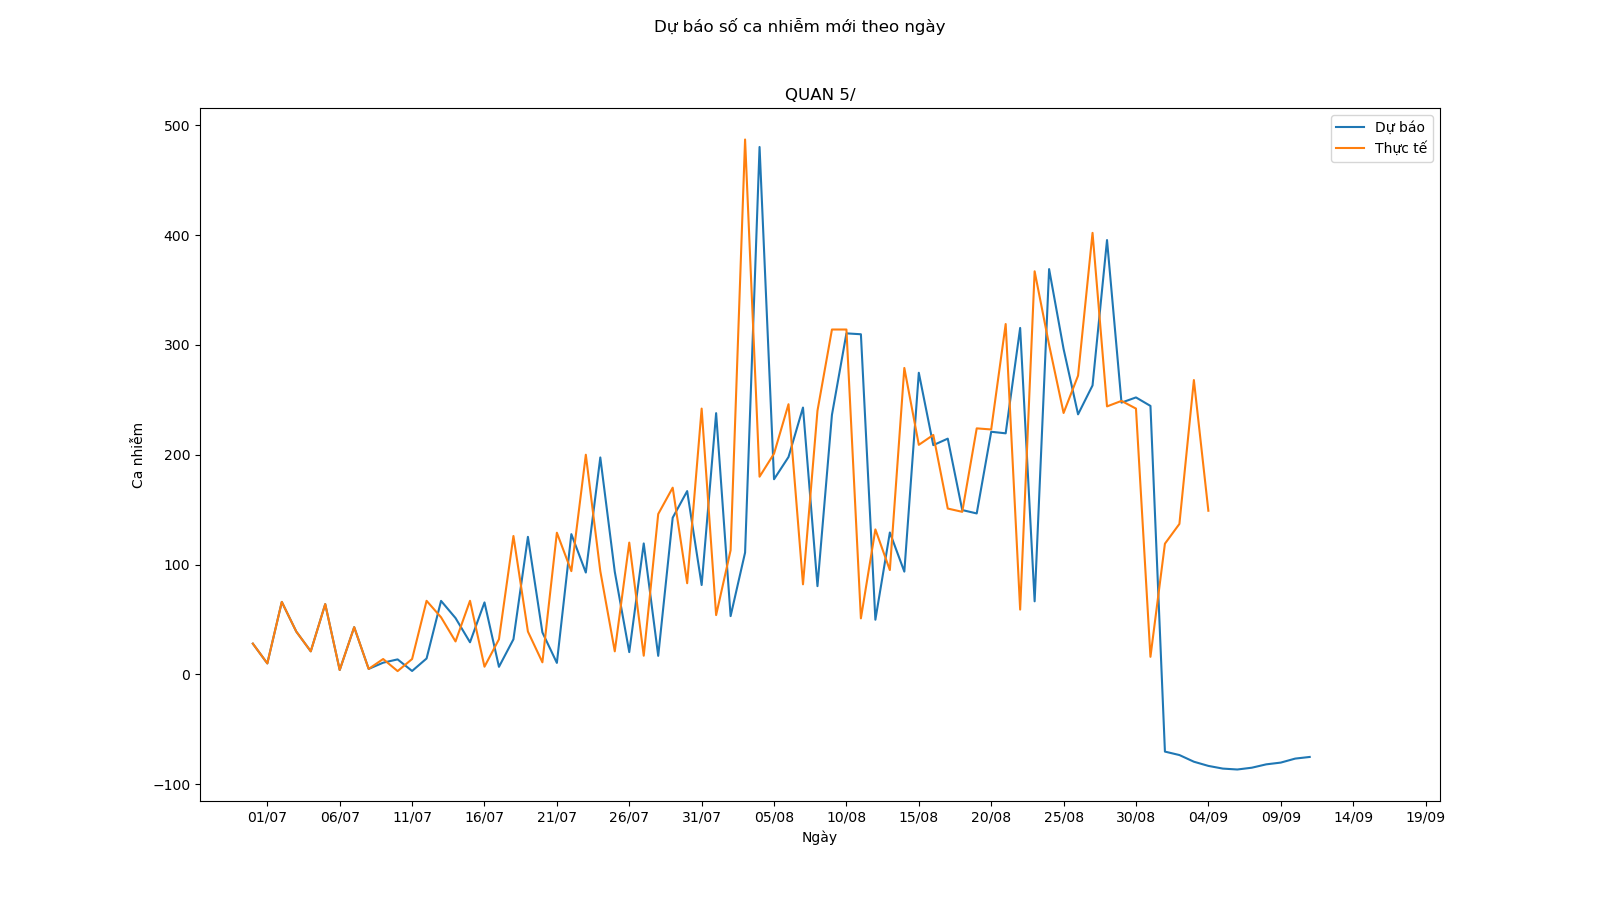 Dự báo số ca nhiễm mới theo ngày
QUAN 5/
Dự báo
Thực tế
500
400
300
200
100
0
−100
Ca nhiễm
01/07 06/07 11/07 16/07 21/07 26/07 31/07 05/08 10/08 15/08 20/08 25/08 30/08 04/09 09/09 14/09 19/09
Ngày